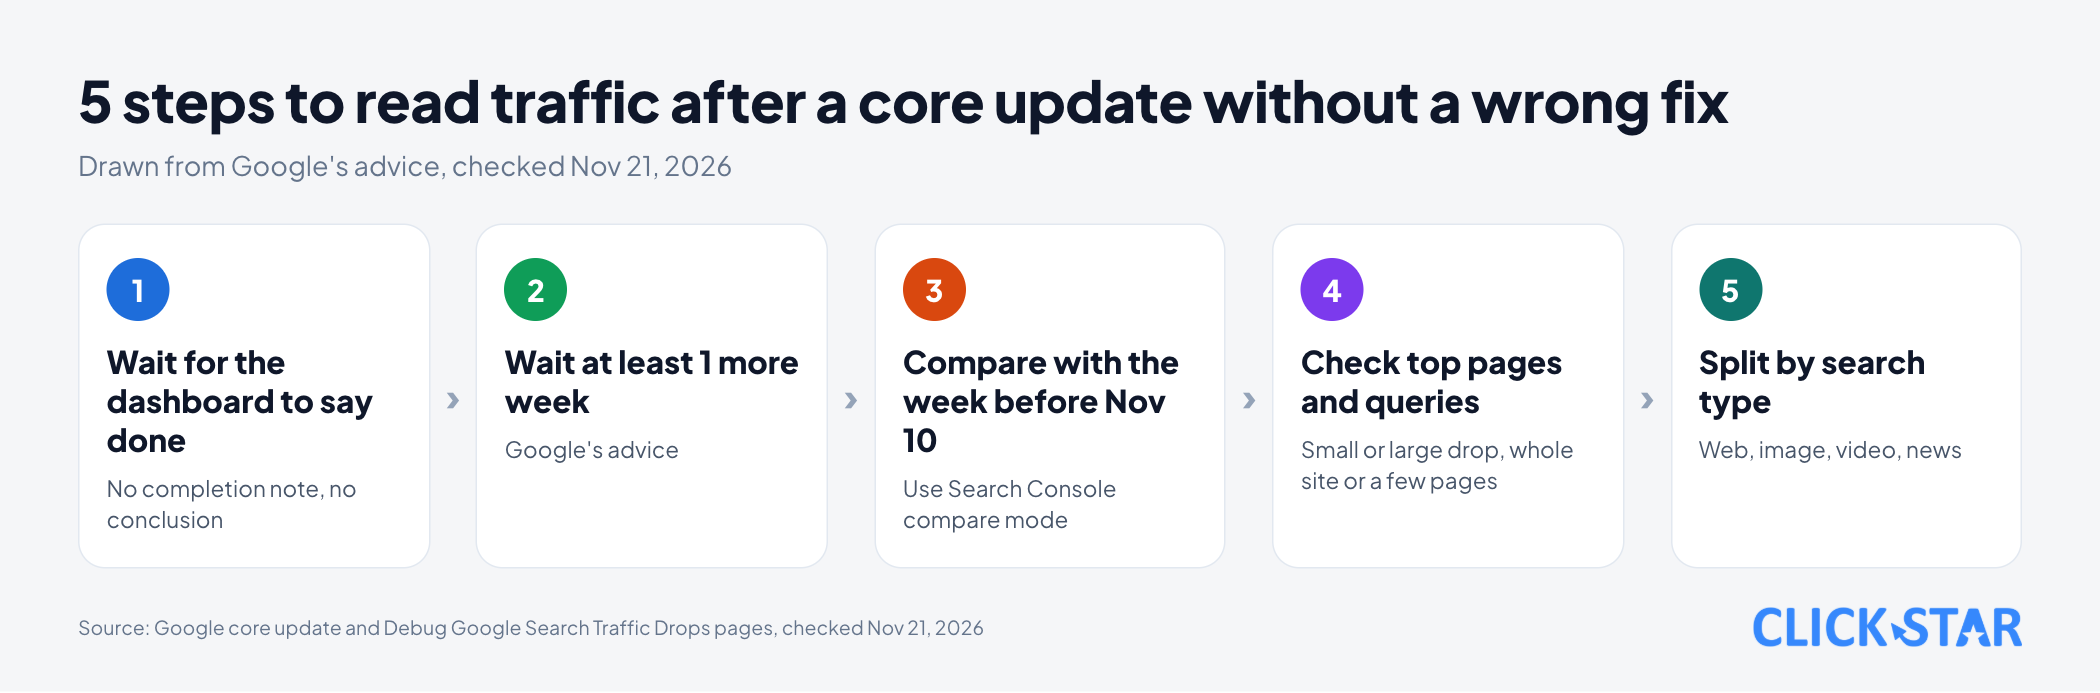 5 steps to read traffic after a core update without a wrong fix
Drawn from Google's advice, checked Nov 21, 2026
1
Wait for the
dashboard to say
done
No completion note, no
conclusion
›
2
Wait at least 1 more
week
Google's advice
›
3
Compare with the
week before Nov
10
Use Search Console
compare mode
›
4
Check top pages
and queries
Small or large drop, whole
site or a few pages
›
5
Split by search
type
Web, image, video, news
Source: Google core update and Debug Google Search Traffic Drops pages, checked Nov 21, 2026
CLICK STAR